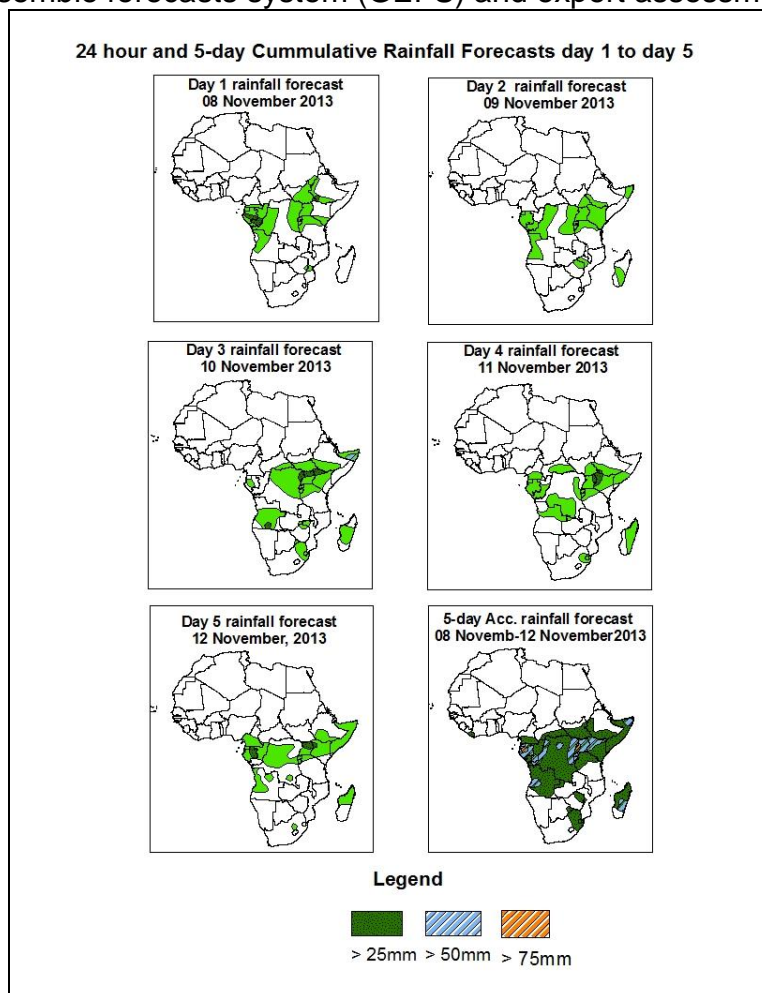 24 hour and 5-day Cummulative Rainfall Forecasts day 1 to day 5
Day 1 rainfall forecast
08 November 2013
Day 2 rainfall forecast
09 November 2013
Day 3 rainfall forecast
10 November 2013
Day 4 rainfall forecast
11 November 2013
Day 5 rainfall forecast
12 November, 2013
5-day Acc. rainfall forecast
08 Novemb-12 November2013
Legend
> 25mm > 50mm > 75mm